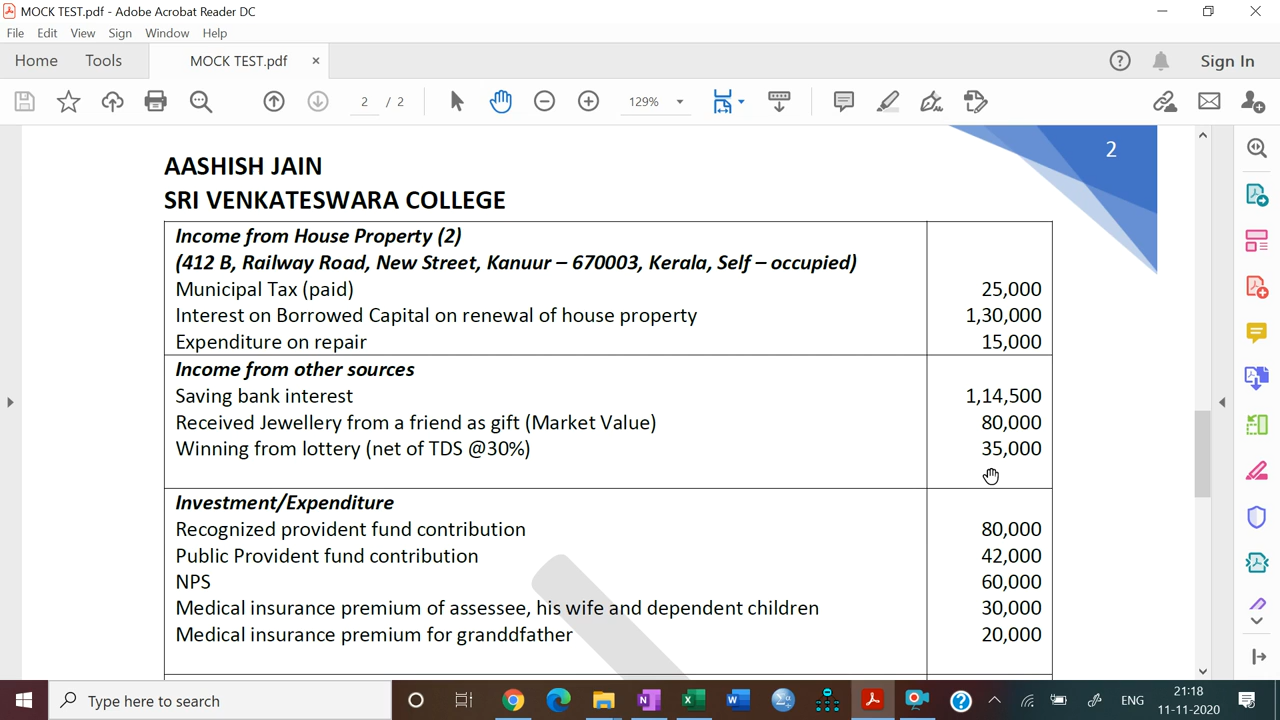 MOCK TEST.pdf - Adobe Acrobat Reader DC
File Edit View Sign Window Help
Home Tools MOCK TEST.pdf × Sign In
2 / 2 129%
2
AASHISH JAIN
SRI VENKATESWARA COLLEGE
Income from House Property (2)
(412 B, Railway Road, New Street, Kanuur – 670003, Kerala, Self – occupied)
Municipal Tax (paid) 25,000
Interest on Borrowed Capital on renewal of house property 1,30,000
Expenditure on repair 15,000
Income from other sources
Saving bank interest 1,14,500
Received Jewellery from a friend as gift (Market Value) 80,000
Winning from lottery (net of TDS @30%) 35,000
Investment/Expenditure
Recognized provident fund contribution 80,000
Public Provident fund contribution 42,000
NPS 60,000
Medical insurance premium of assessee, his wife and dependent children 30,000
Medical insurance premium for granddfather 20,000
Type here to search ENG 21:18
11-11-2020